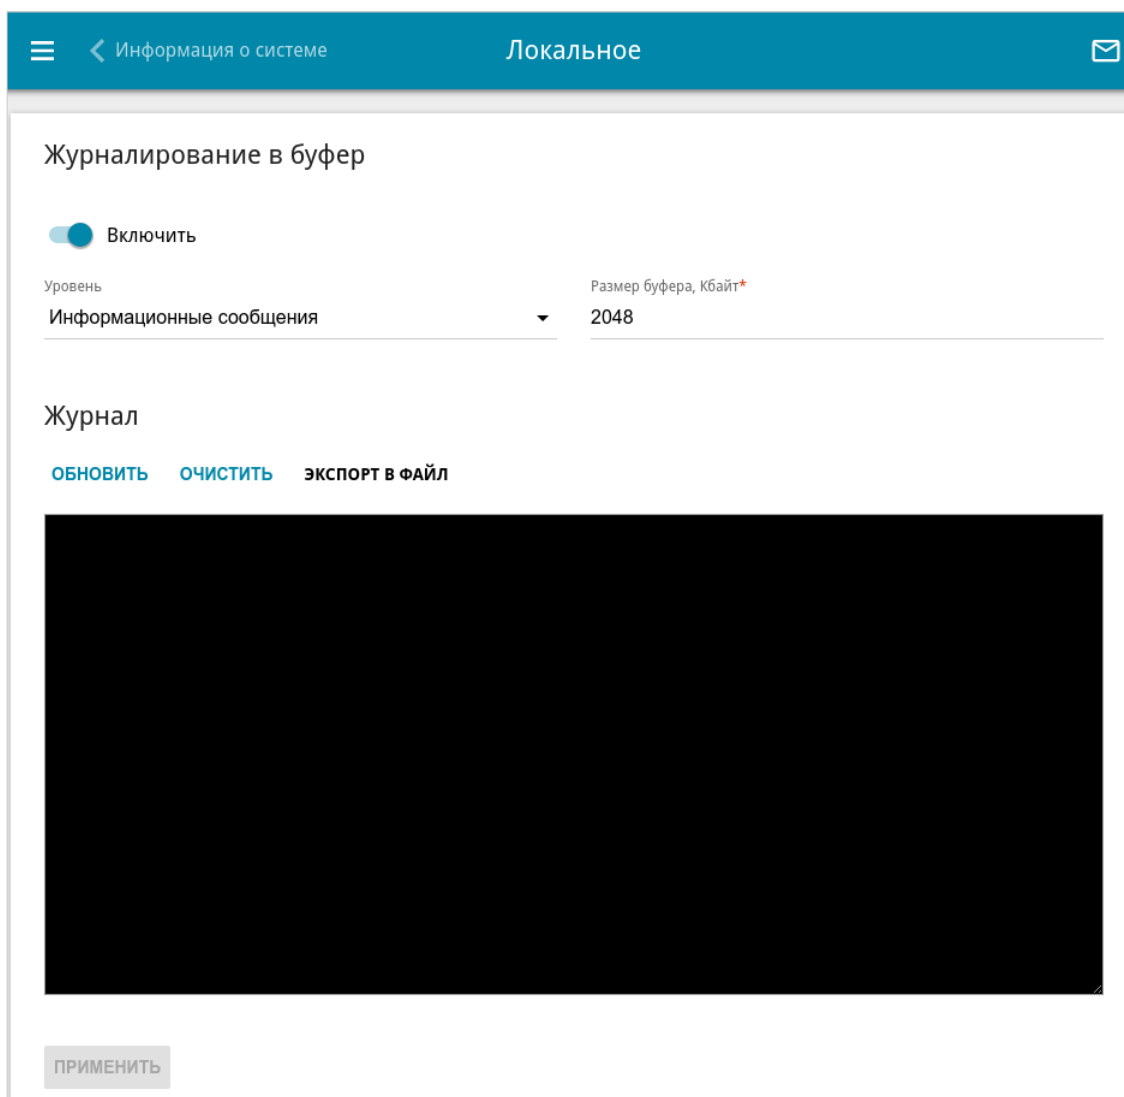 Информация о системе
Локальное
Журналирование в буфер
Включить
Уровень
Размер буфера, Кбайт*
Информационные сообщения
2048
Журнал
ОБНОВИТЬ ОЧИСТИТЬ ЭКСПОРТ В ФАЙЛ
ПРИМЕНИТЬ